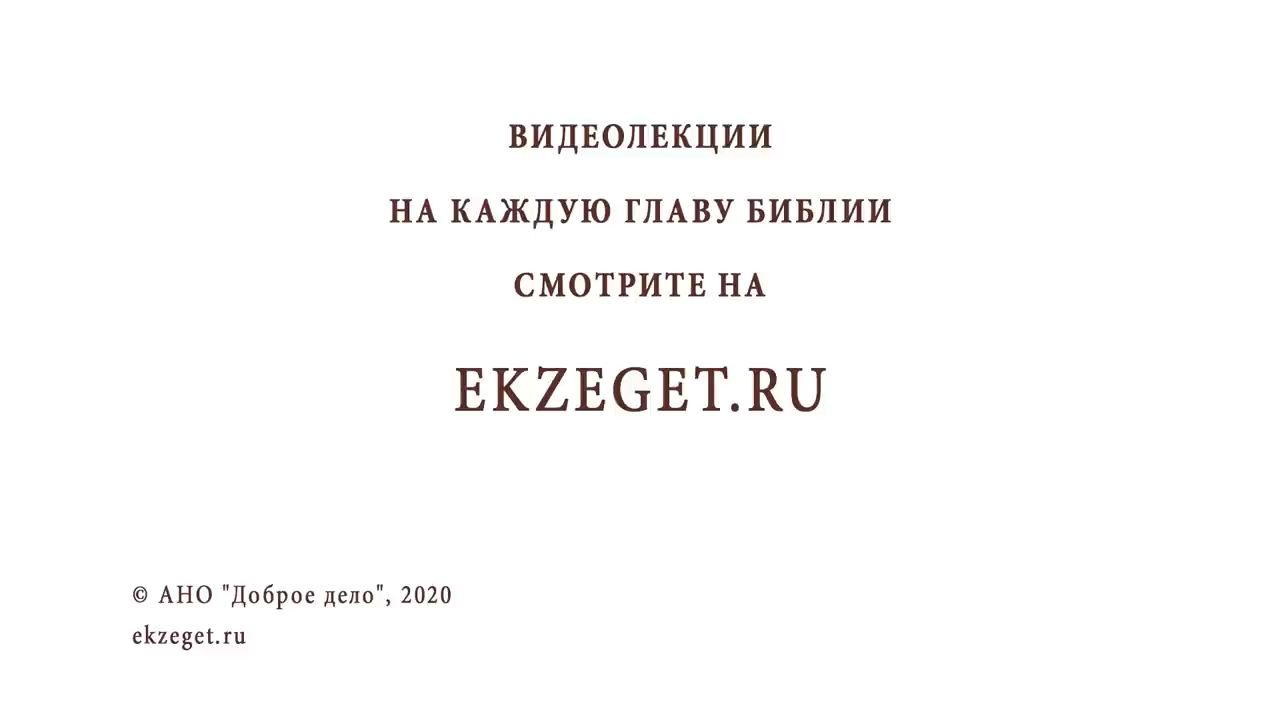 ВИДЕОЛЕКЦИИ
НА КАЖДУЮ ГЛАВУ БИБЛИИ
СМОТРИТЕ НА
EKZEGET.RU
© АНО "Доброе дело", 2020
ekzeget.ru